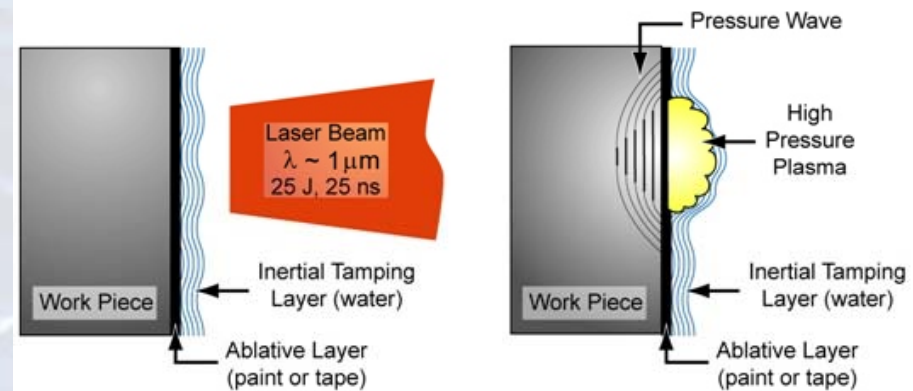 Laser Beam
λ ~ 1 μm
25 J, 25 ns
Inertial Tamping
Layer (water)
Work Piece
Ablative Layer
(paint or tape)
Pressure Wave
High
Pressure
Plasma
Inertial Tamping
Layer (water)
Work Piece
Ablative Layer
(paint or tape)